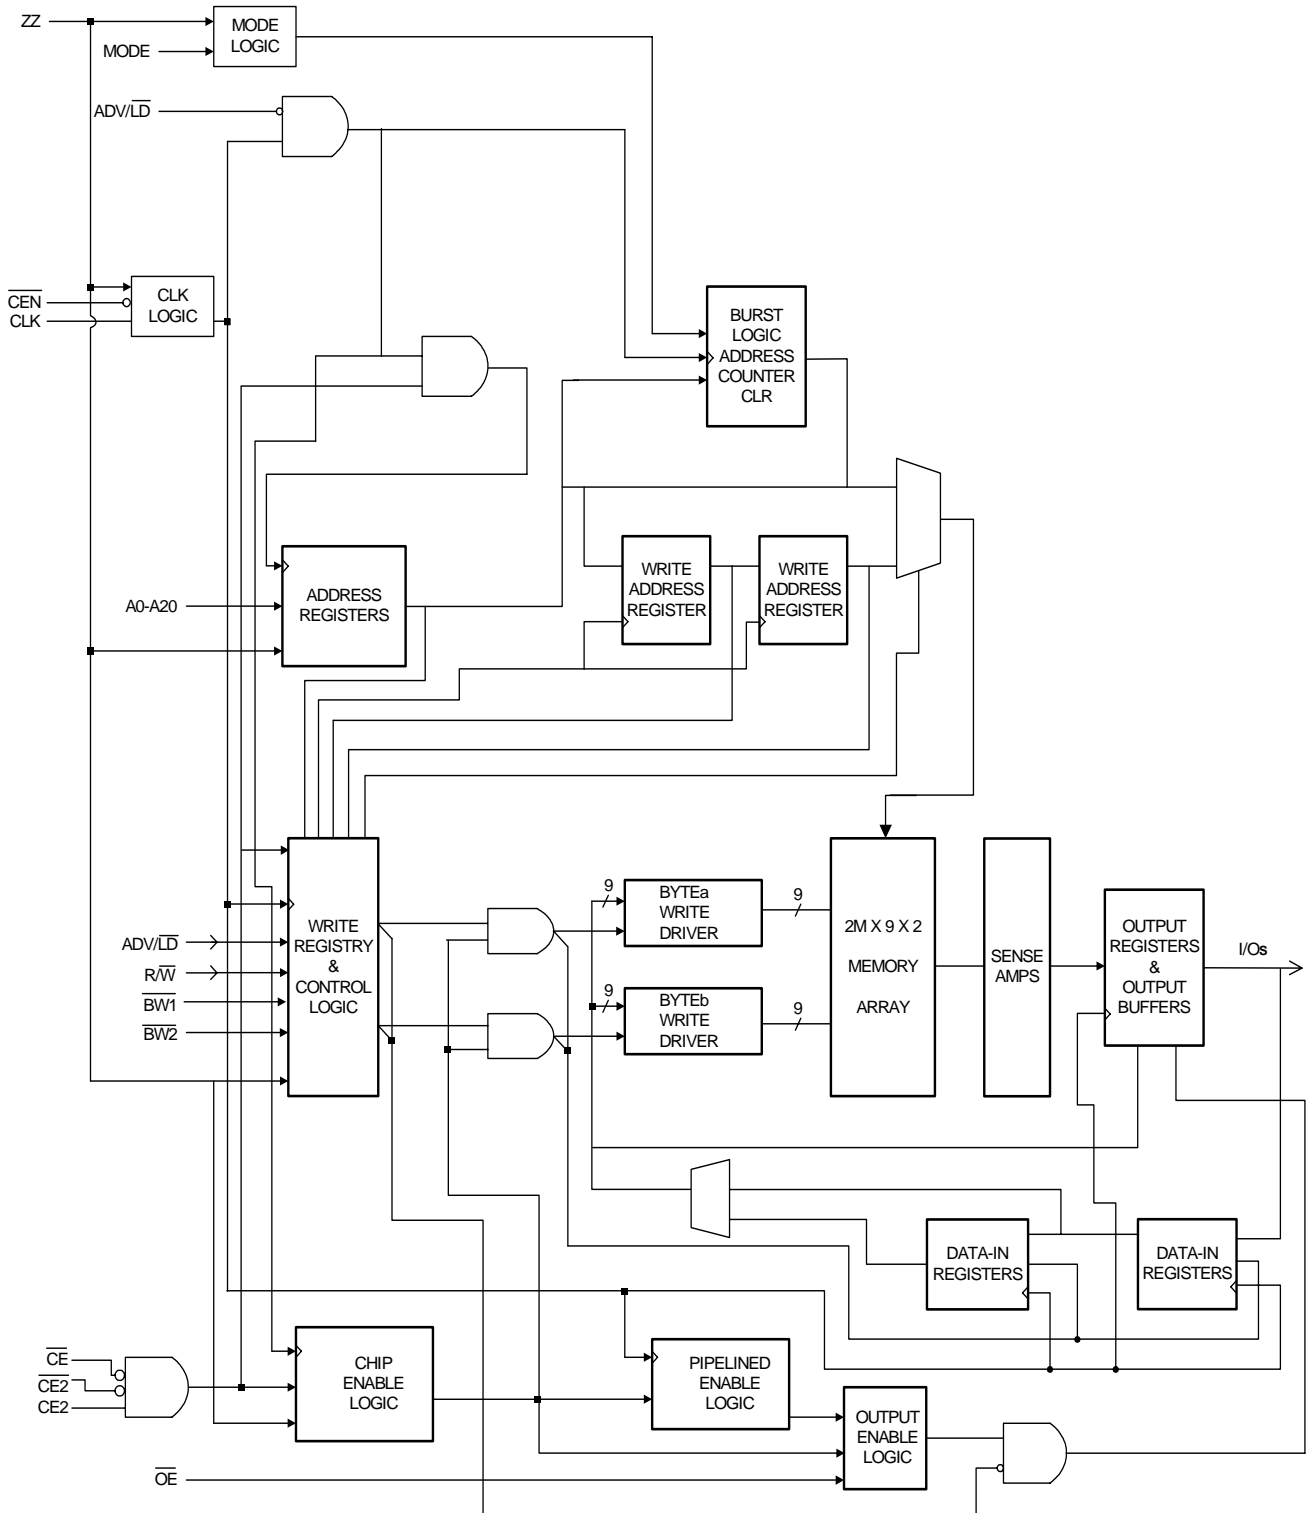 ZZ
MODE
LOGIC
MODE
ADV/LD
CEN
CLK
CLK
LOGIC
BURST
LOGIC
ADDRESS
COUNTER
CLR
ADDRESS
REGISTERS
A0-A20
WRITE
ADDRESS
REGISTER
WRITE
ADDRESS
REGISTER
ADV/LD
R/W
BW1
BW2
WRITE
REGISTRY
&
CONTROL
LOGIC
9
BYTEa
WRITE
DRIVER
9
9
BYTEb
WRITE
DRIVER
9
2M X 9 X 2
MEMORY
ARRAY
SENSE
AMPS
OUTPUT
REGISTERS
&
OUTPUT
BUFFERS
I/Os
DATA-IN
REGISTERS
DATA-IN
REGISTERS
CE
CE2
CE2
CHIP
ENABLE
LOGIC
PIPELINED
ENABLE
LOGIC
OUTPUT
ENABLE
LOGIC
OE